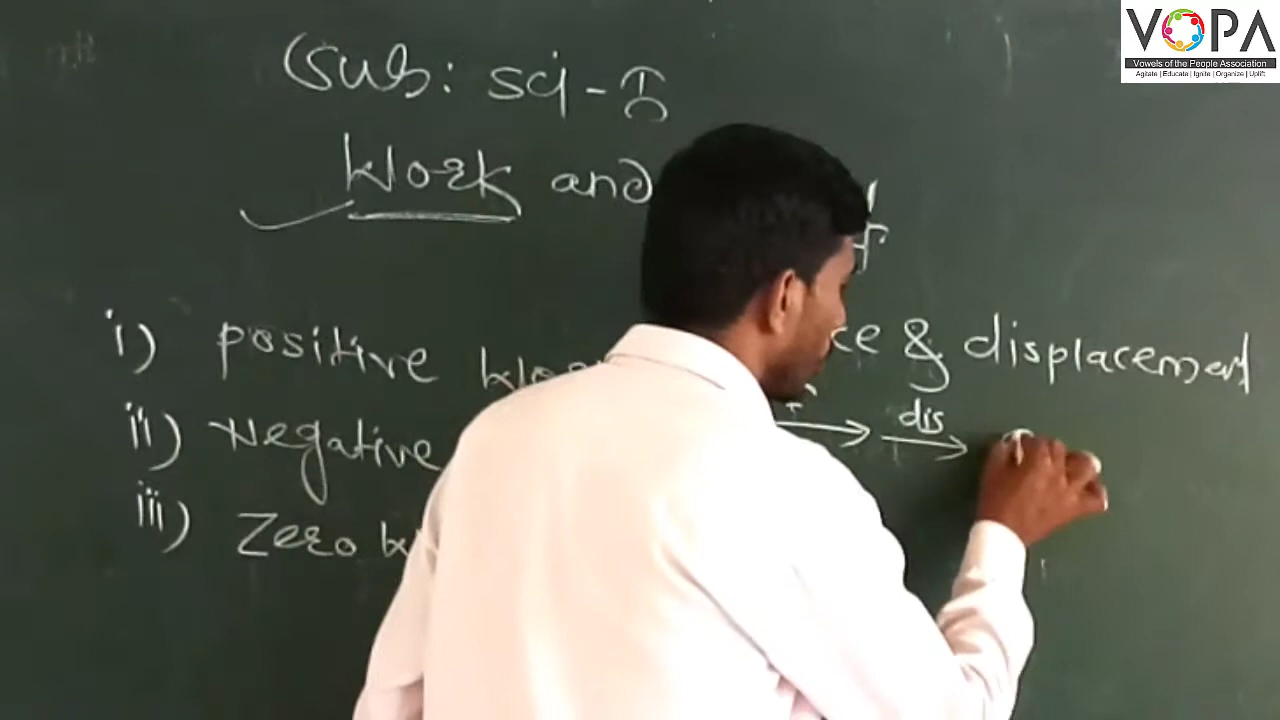 VOPA
Vowels of the People Association
Agitate | Educate | Ignite | Organize | Uplift
Sub: Sci - I
Work and
i) positive ce & displacement
dis
ii) Negative
iii) Zero